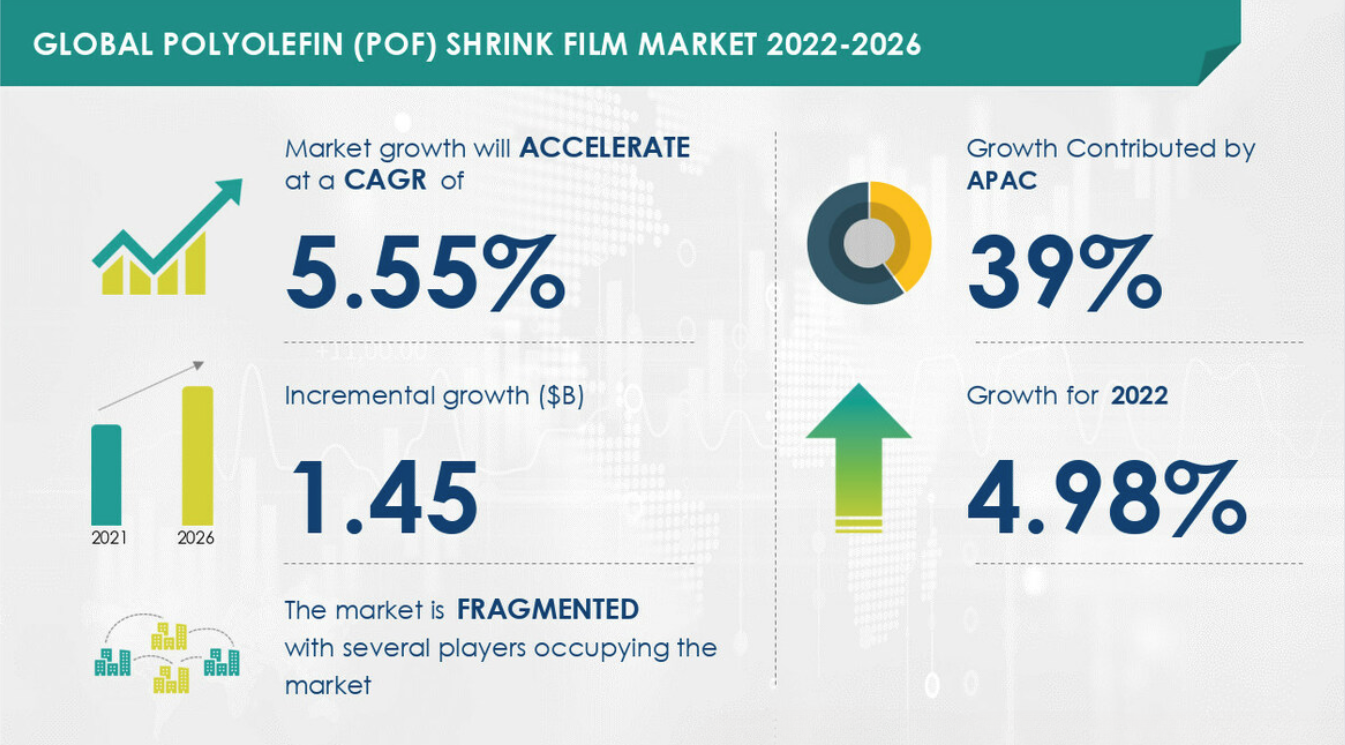 GLOBAL POLYOLEFIN (POF) SHRINK FILM MARKET 2022-2026
Market growth will ACCELERATE
at a CAGR of
5.55%
Incremental growth ($B)
1.45
2021 2026
The market is FRAGMENTED
with several players occupying the
market
Growth Contributed by
APAC
39%
Growth for 2022
4.98%